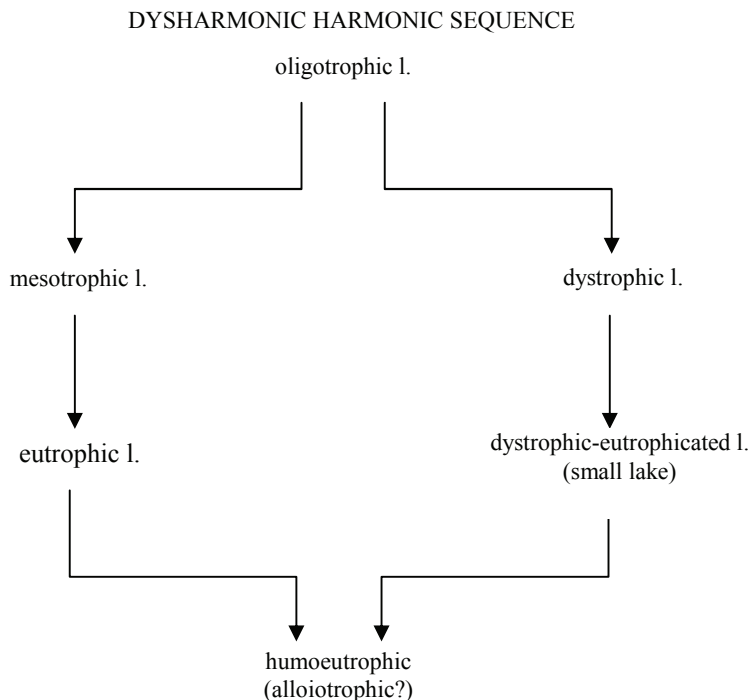 DYSHARMONIC HARMONIC SEQUENCE
oligotrophic l.
mesotrophic l.
dystrophic l.
eutrophic l.
dystrophic-eutrophicated l.
(small lake)
humoeutrophic
(alloiotrophic?)